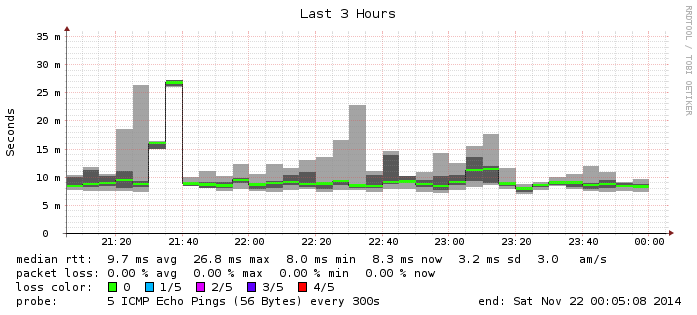 Last 3 Hours
RRDTOOL / TOBI OETIKER
Seconds
35 m
30 m
25 m
20 m
15 m
10 m
5 m
0
21:20 21:40 22:00 22:20 22:40 23:00 23:20 23:40 00:00
median rtt: 9.7 ms avg 26.8 ms max 8.0 ms min 8.3 ms now 3.2 ms sd 3.0 am/s
packet loss: 0.00 % avg 0.00 % max 0.00 % min 0.00 % now
loss color: 0 1/5 2/5 3/5 4/5
probe: 5 ICMP Echo Pings (56 Bytes) every 300s end: Sat Nov 22 00:05:08 2014